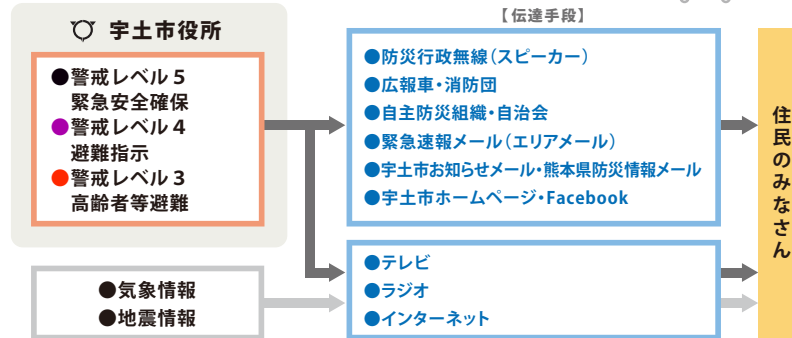 【伝達手段】
宇土市役所
●警戒レベル5
緊急安全確保
●警戒レベル4
避難指示
●警戒レベル3
高齢者等避難
●気象情報
●地震情報
●防災行政無線（スピーカー）
●広報車・消防団
●自主防災組織・自治会
●緊急速報メール（エリアメール）
●宇土市お知らせメール・熊本県防災情報メール
●宇土市ホームページ・Facebook
●テレビ
●ラジオ
●インターネット
住民のみなさん